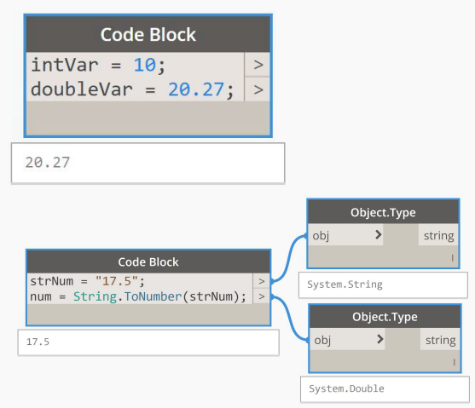 Code Block
intVar = 10; >
doubleVar = 20.27; >
20.27
Object.Type
obj > string
l
System.String
Code Block
strNum = "17.5"; >
num = String.ToNumber(strNum); >
17.5
Object.Type
obj > string
l
System.Double